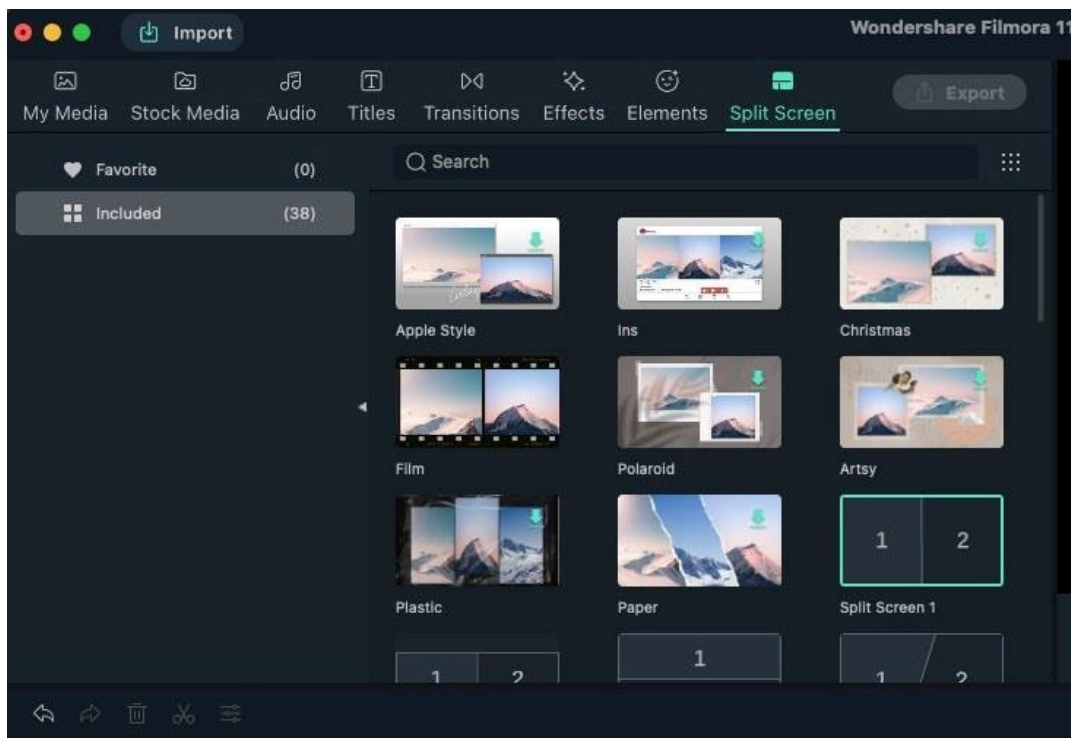 Import
Wondershare Filmora 11
My Media Stock Media Audio Titles Transitions Effects Elements Split Screen Export
Favorite (0)
Search
Included (38)
Apple Style Ins Christmas
Film Polaroid Artsy
1 2
Plastic Paper Split Screen 1
1
1 2 1 2